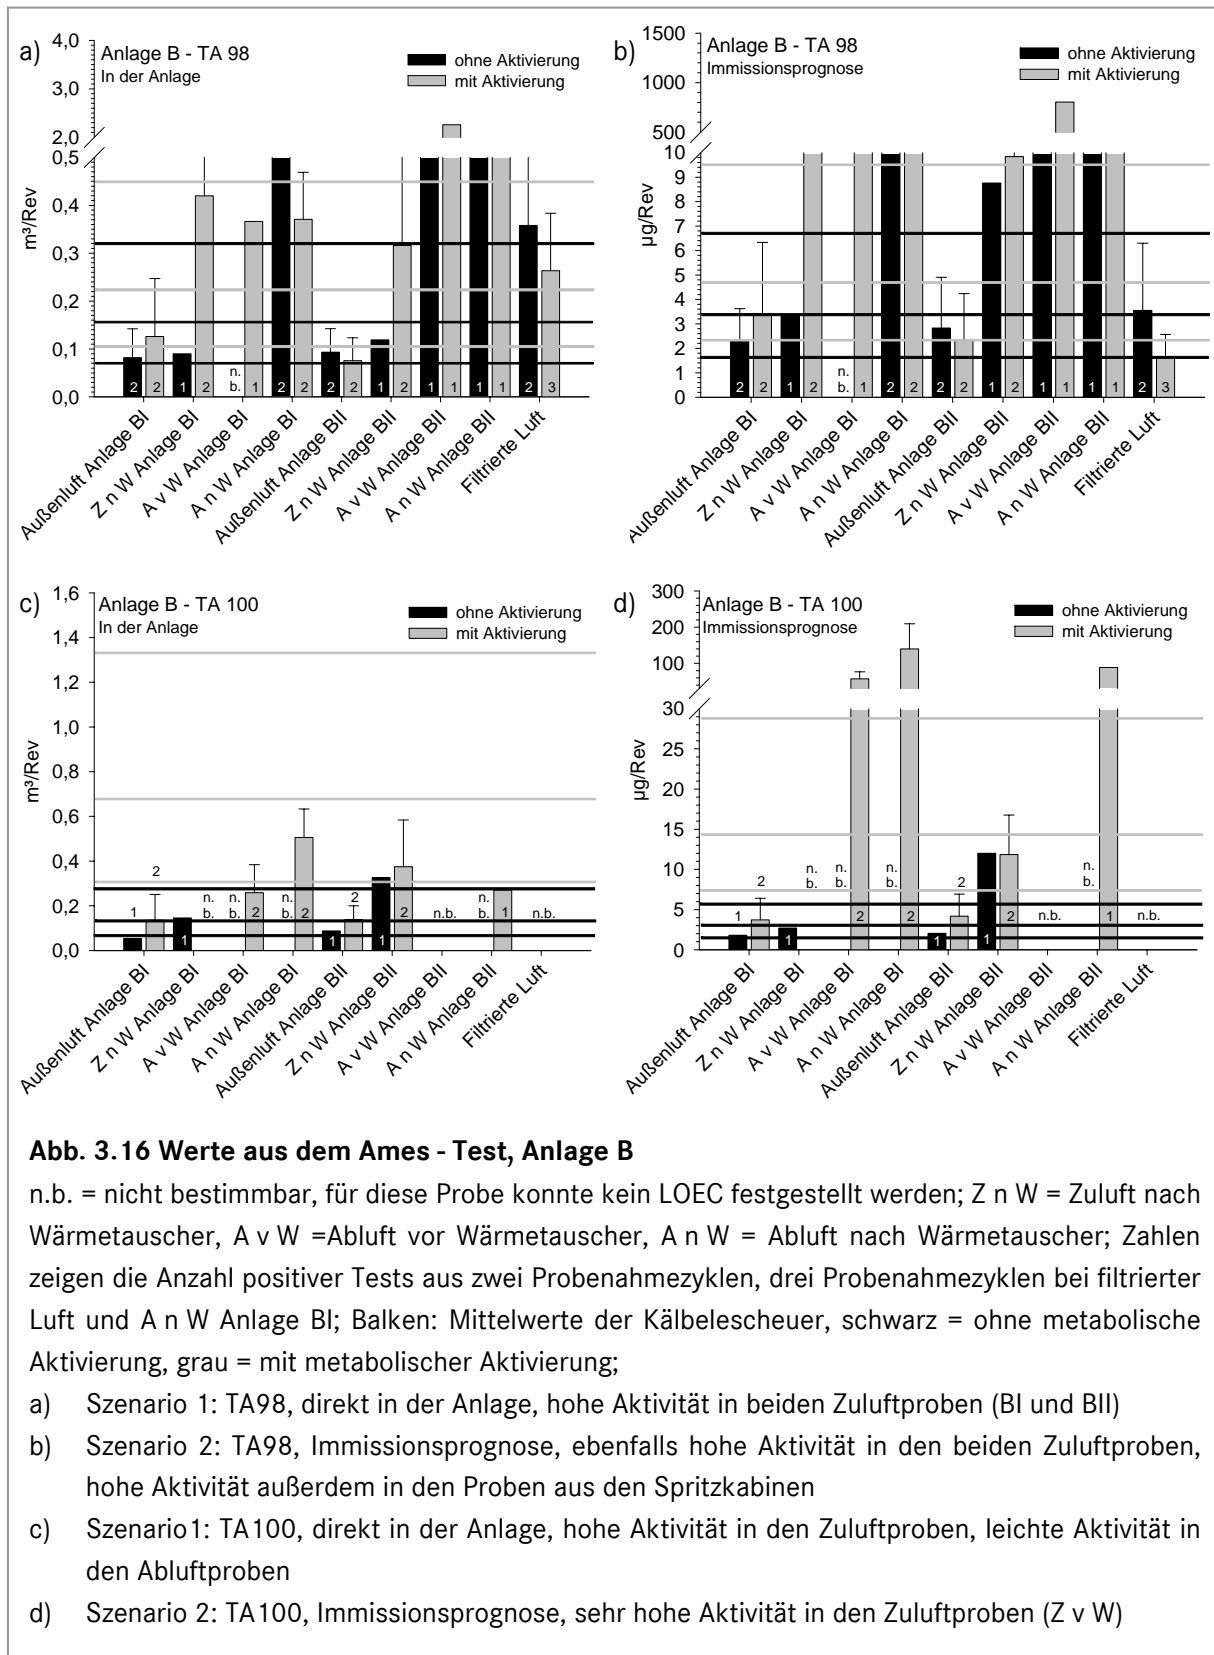 a)
Anlage B - TA 98
In der Anlage
ohne Aktivierung
mit Aktivierung
m³/Rev
4,0
3,0
2,0
0,5
0,4
0,3
0,2
0,1
0,0
2 2 1 2 n. b. 1 2 2 2 2 1 2 1 1 1 1 2 3
Außenluft Anlage BI
Z n W Anlage BI
A v W Anlage BI
A n W Anlage BI
Außenluft Anlage BII
Z n W Anlage BII
A v W Anlage BII
A n W Anlage BII
Filtrierte Luft
b)
Anlage B - TA 98
Immissionsprognose
ohne Aktivierung
mit Aktivierung
µg/Rev
1500
1000
500
10
9
8
7
6
5
4
3
2
1
0
2 2 1 2 n. b. 1 2 2 2 2 1 2 1 1 1 1 2 3
Außenluft Anlage BI
Z n W Anlage BI
A v W Anlage BI
A n W Anlage BI
Außenluft Anlage BII
Z n W Anlage BII
A v W Anlage BII
A n W Anlage BII
Filtrierte Luft
c)
Anlage B - TA 100
In der Anlage
ohne Aktivierung
mit Aktivierung
m³/Rev
1,6
1,4
1,2
1,0
0,8
0,6
0,4
0,2
0,0
1 2 1 n. b. n. b. 2 n. b. 2 1 2 1 2 n.b. n. b. 1 n.b.
Außenluft Anlage BI
Z n W Anlage BI
A v W Anlage BI
A n W Anlage BI
Außenluft Anlage BII
Z n W Anlage BII
A v W Anlage BII
A n W Anlage BII
Filtrierte Luft
d)
Anlage B - TA 100
Immissionsprognose
ohne Aktivierung
mit Aktivierung
µg/Rev
300
200
100
30
25
20
15
10
5
0
1 2 1 n. b. n. b. 2 n. b. 2 1 2 1 2 n.b. n. b. 1 n.b.
Außenluft Anlage BI
Z n W Anlage BI
A v W Anlage BI
A n W Anlage BI
Außenluft Anlage BII
Z n W Anlage BII
A v W Anlage BII
A n W Anlage BII
Filtrierte Luft
Abb. 3.16 Werte aus dem Ames - Test, Anlage B
n.b. = nicht bestimmbar, für diese Probe konnte kein LOEC festgestellt werden; Z n W = Zuluft nach
Wärmetauscher, A v W =Abluft vor Wärmetauscher, A n W = Abluft nach Wärmetauscher; Zahlen
zeigen die Anzahl positiver Tests aus zwei Probenahmezyklen, drei Probenahmezyklen bei filtrierter
Luft und A n W Anlage BI; Balken: Mittelwerte der Kälbelescheuer, schwarz = ohne metabolische
Aktivierung, grau = mit metabolischer Aktivierung;
a) Szenario 1: TA98, direkt in der Anlage, hohe Aktivität in beiden Zuluftproben (BI und BII)
b) Szenario 2: TA98, Immissionsprognose, ebenfalls hohe Aktivität in den beiden Zuluftproben,
hohe Aktivität außerdem in den Proben aus den Spritzkabinen
c) Szenario1: TA100, direkt in der Anlage, hohe Aktivität in den Zuluftproben, leichte Aktivität in
den Abluftproben
d) Szenario 2: TA100, Immissionsprognose, sehr hohe Aktivität in den Zuluftproben (Z v W)